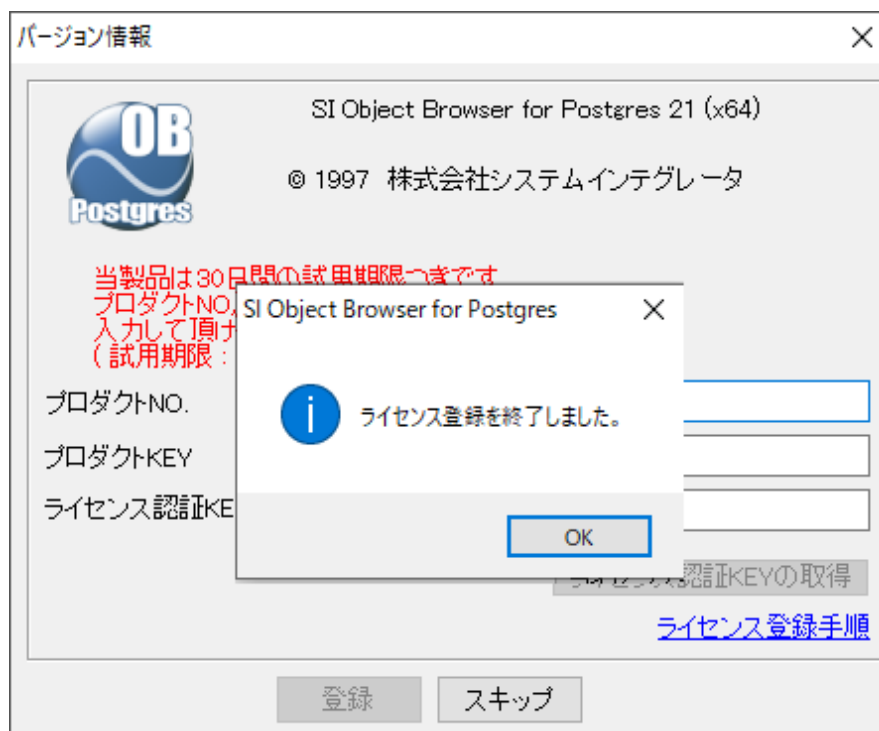 バージョン情報
OB
Postgres
SI Object Browser for Postgres 21 (x64)
© 1997 株式会社システムインテグレータ
当製品は30日間の試用期限つきです
プロダクトNO.
入力して頂け
(試用期限:
SI Object Browser for Postgres
ライセンス登録を終了しました。
OK
プロダクトNO.
プロダクトKEY
ライセンス認証KE
認証KEYの取得
ライセンス登録手順
登録
スキップ